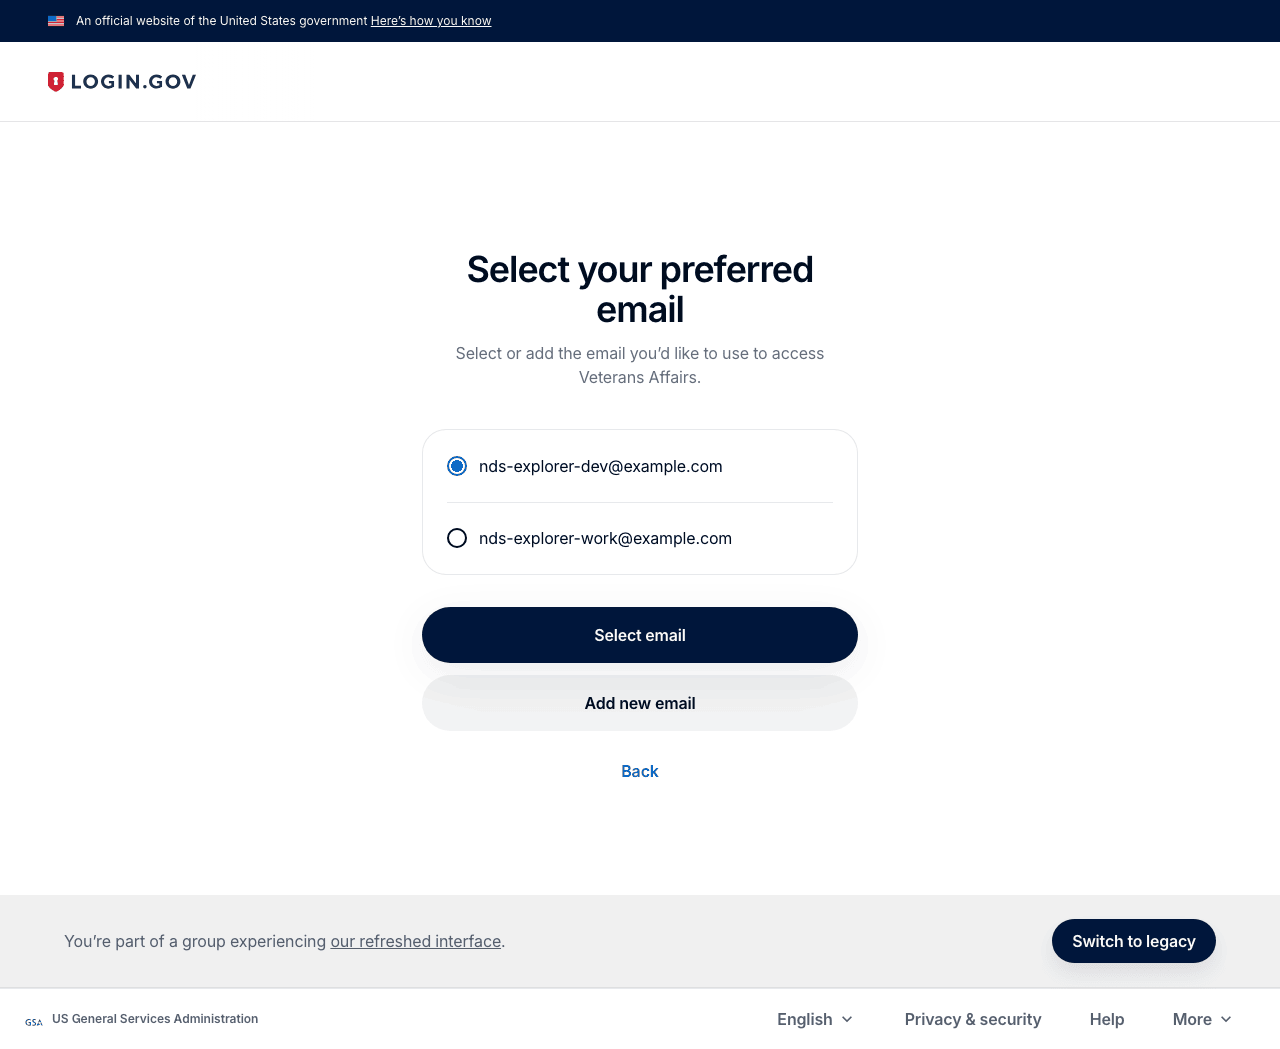 An official website of the United States government Here’s how you know
LOGIN.GOV
Select your preferred
email
Select or add the email you’d like to use to access
Veterans Affairs.
nds-explorer-dev@example.com
nds-explorer-work@example.com
Select email
Add new email
Back
You’re part of a group experiencing our refreshed interface.
Switch to legacy
GSA US General Services Administration
English
Privacy & security
Help
More